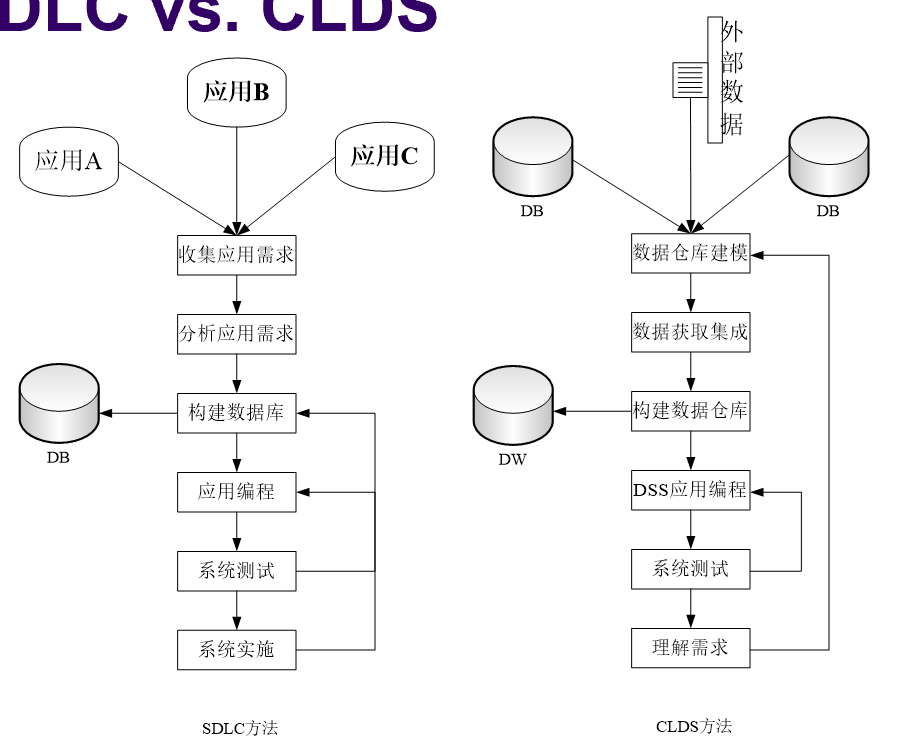 DLC vs. CLDS
应用A
应用B
应用C
收集应用需求
分析应用需求
构建数据库
DB
应用编程
系统测试
系统实施
SDLC方法
外部数据
DB
DB
数据仓库建模
数据获取集成
构建数据仓库
DW
DSS应用编程
系统测试
理解需求
CLDS方法